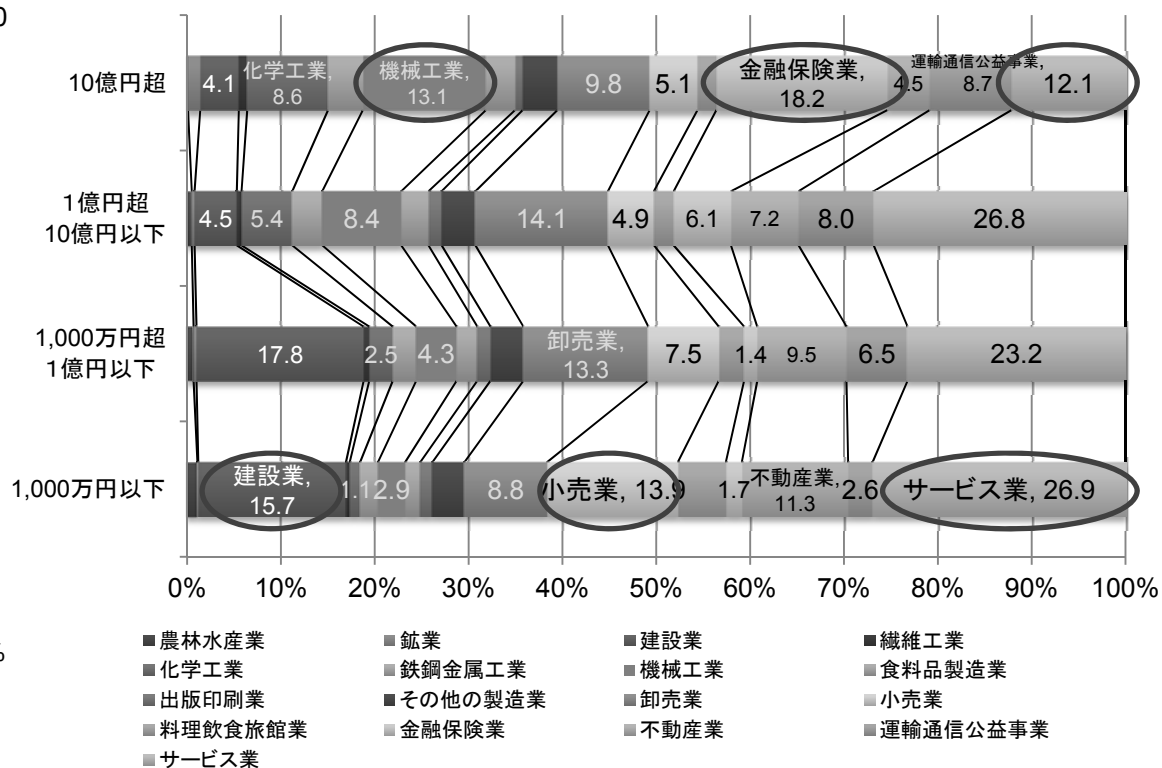 0
10億円超
4.1
化学工業,
8.6
機械工業,
13.1
9.8
5.1
金融保険業,
18.2
4.5
運輸通信公益事業,
8.7
12.1
1億円超
10億円以下
4.5
5.4
8.4
14.1
4.9
6.1
7.2
8.0
26.8
1,000万円超
1億円以下
17.8
2.5
4.3
卸売業,
13.3
7.5
1.4
9.5
6.5
23.2
1,000万円以下
建設業,
15.7
1.1
2.9
8.8
小売業, 13.9
1.7
不動産業,
11.3
2.6
サービス業, 26.9
0% 10% 20% 30% 40% 50% 60% 70% 80% 90% 100%
%
農林水産業 鉱業 建設業 繊維工業
化学工業 鉄鋼金属工業 機械工業 食料品製造業
出版印刷業 その他の製造業 卸売業 小売業
料理飲食旅館業 金融保険業 不動産業 運輸通信公益事業
サービス業